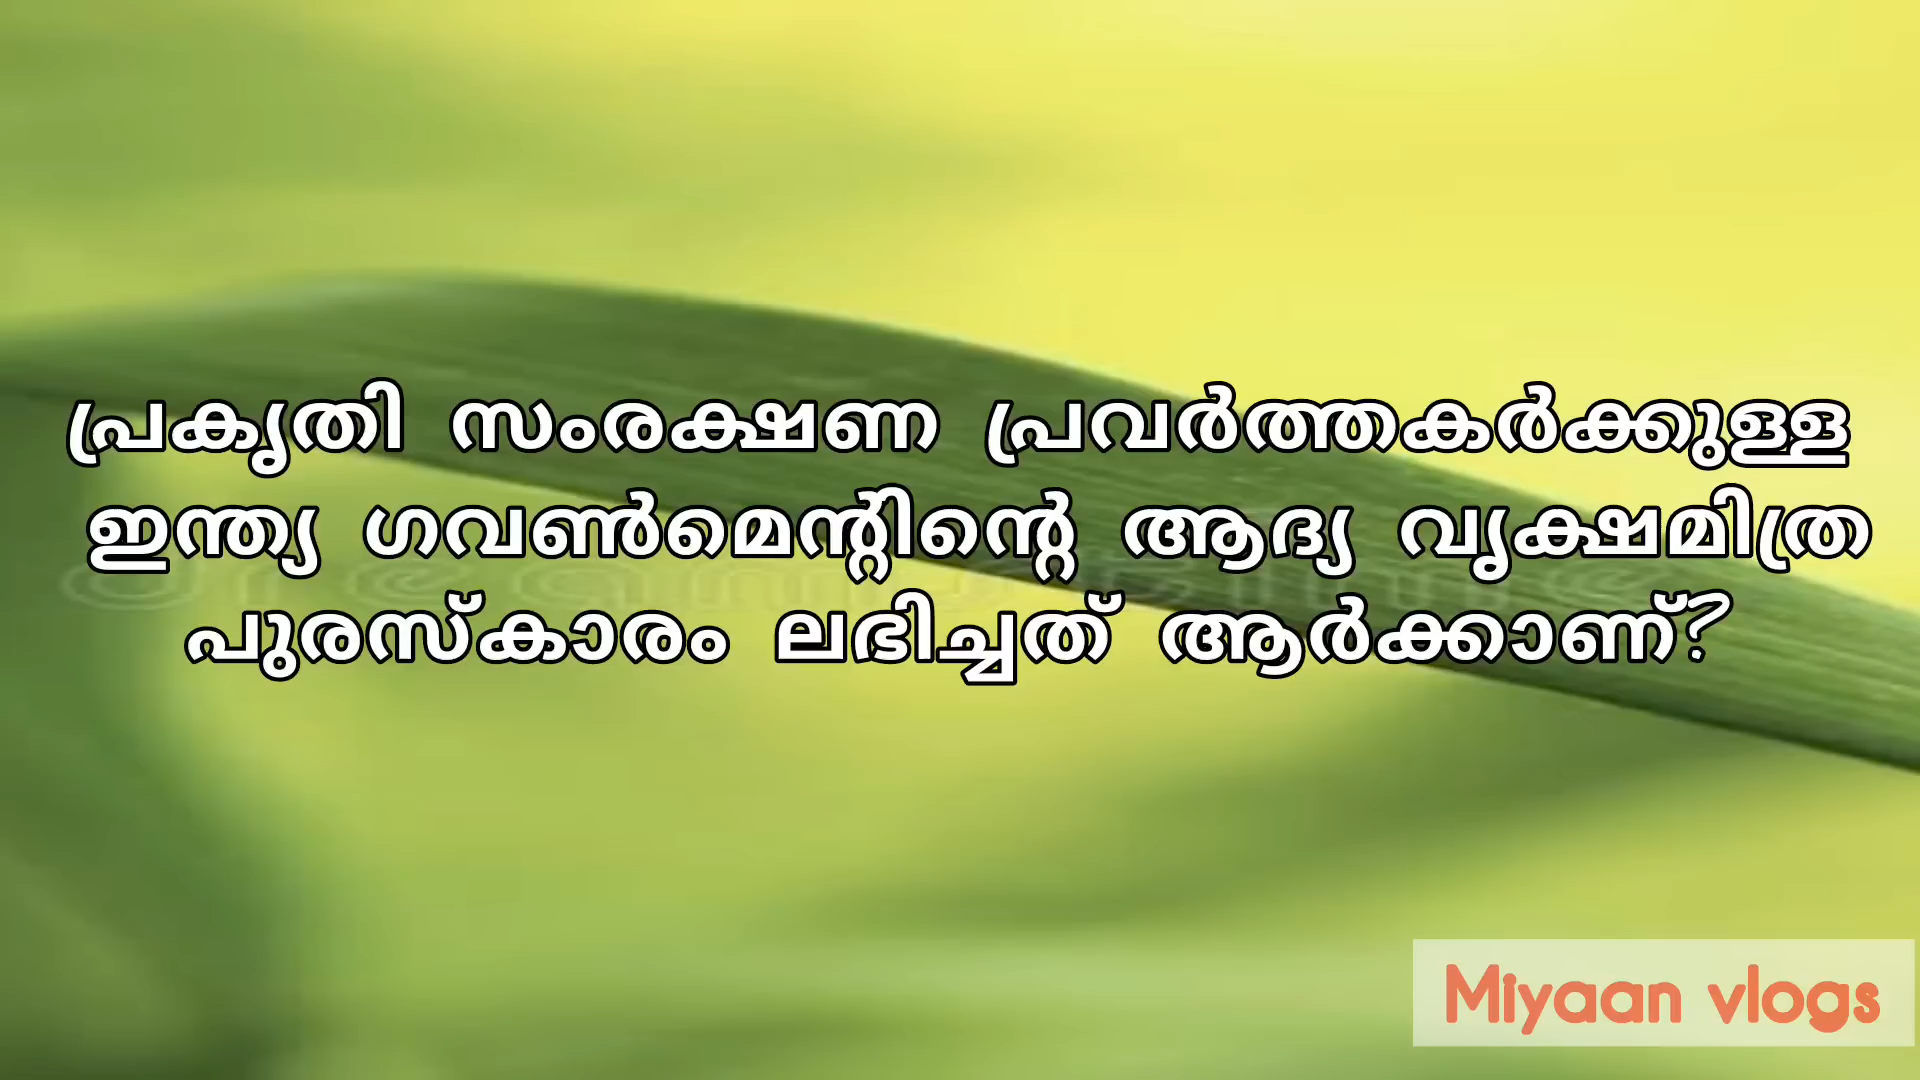 പ്രകൃതി സംരക്ഷണ പ്രവർത്തകർക്കുള്ള
ഇന്ത്യ ഗവൺമെന്റിന്റെ ആദ്യ വൃക്ഷമിത്ര
പുരസ്കാരം ലഭിച്ചത് ആർക്കാണ്?
Miyaan vlogs